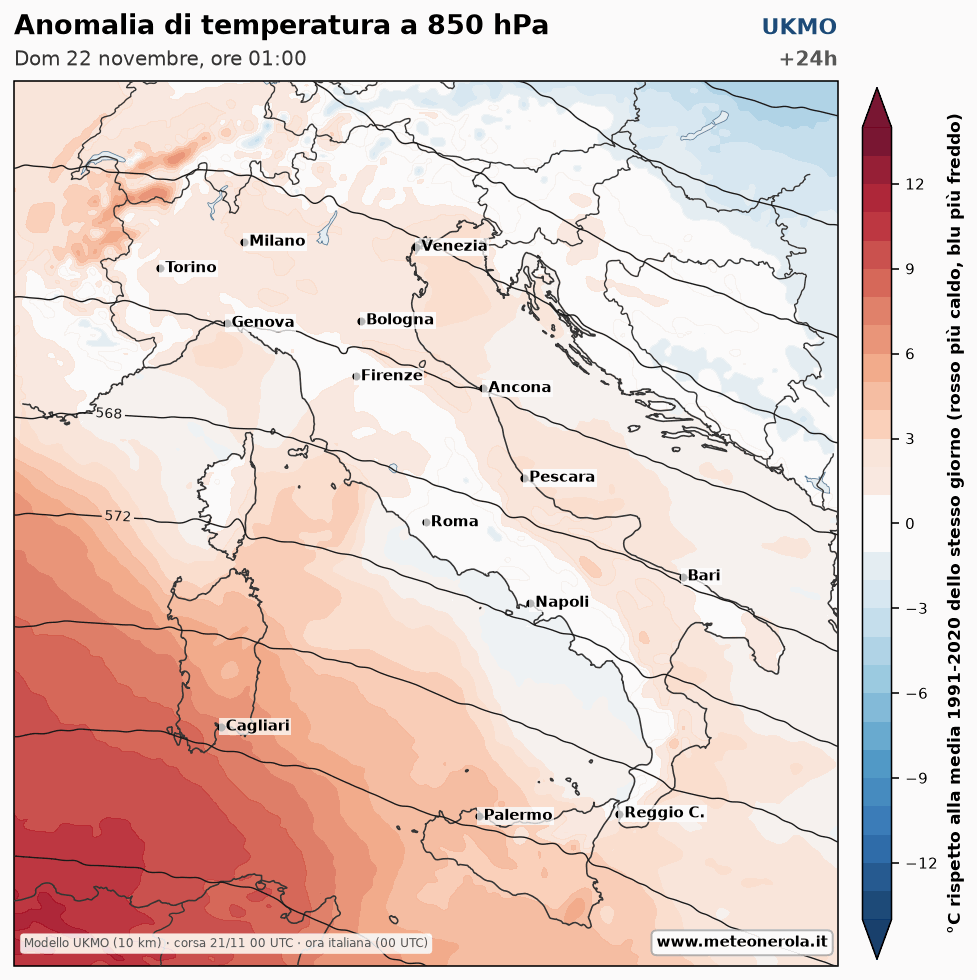 Anomalia di temperatura a 850 hPa
UKMO
Dom 22 novembre, ore 01:00
+24h
Milano
Venezia
Torino
Genova
Bologna
Firenze
Ancona
568
Pescara
572
Roma
Bari
Napoli
Cagliari
Palermo
Reggio C.
Modello UKMO (10 km) · corsa 21/11 00 UTC · ora italiana (00 UTC)
www.meteonerola.it
12
9
6
3
0
−3
−6
−9
−12
°C rispetto alla media 1991-2020 dello stesso giorno (rosso più caldo, blu più freddo)